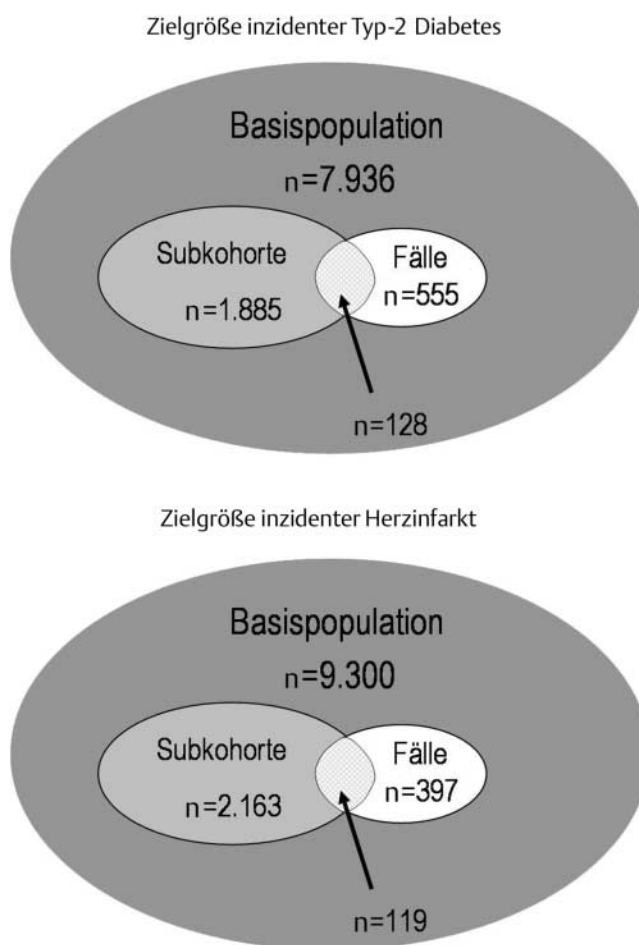 Zielgröße inzidenter Typ-2 Diabetes
Basispopulation
n=7.936
Subkohorte
n=1.885
Fälle
n=555
n=128
Zielgröße inzidenter Herzinfarkt
Basispopulation
n=9.300
Subkohorte
n=2.163
Fälle
n=397
n=119